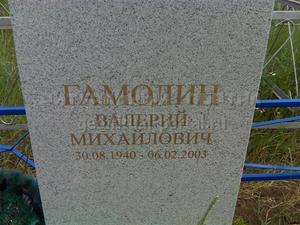 ГАМОЛИН
ВАЛЕРИЙ
МИХАЙЛОВИЧ
30.08.1940 - 06.02.2003